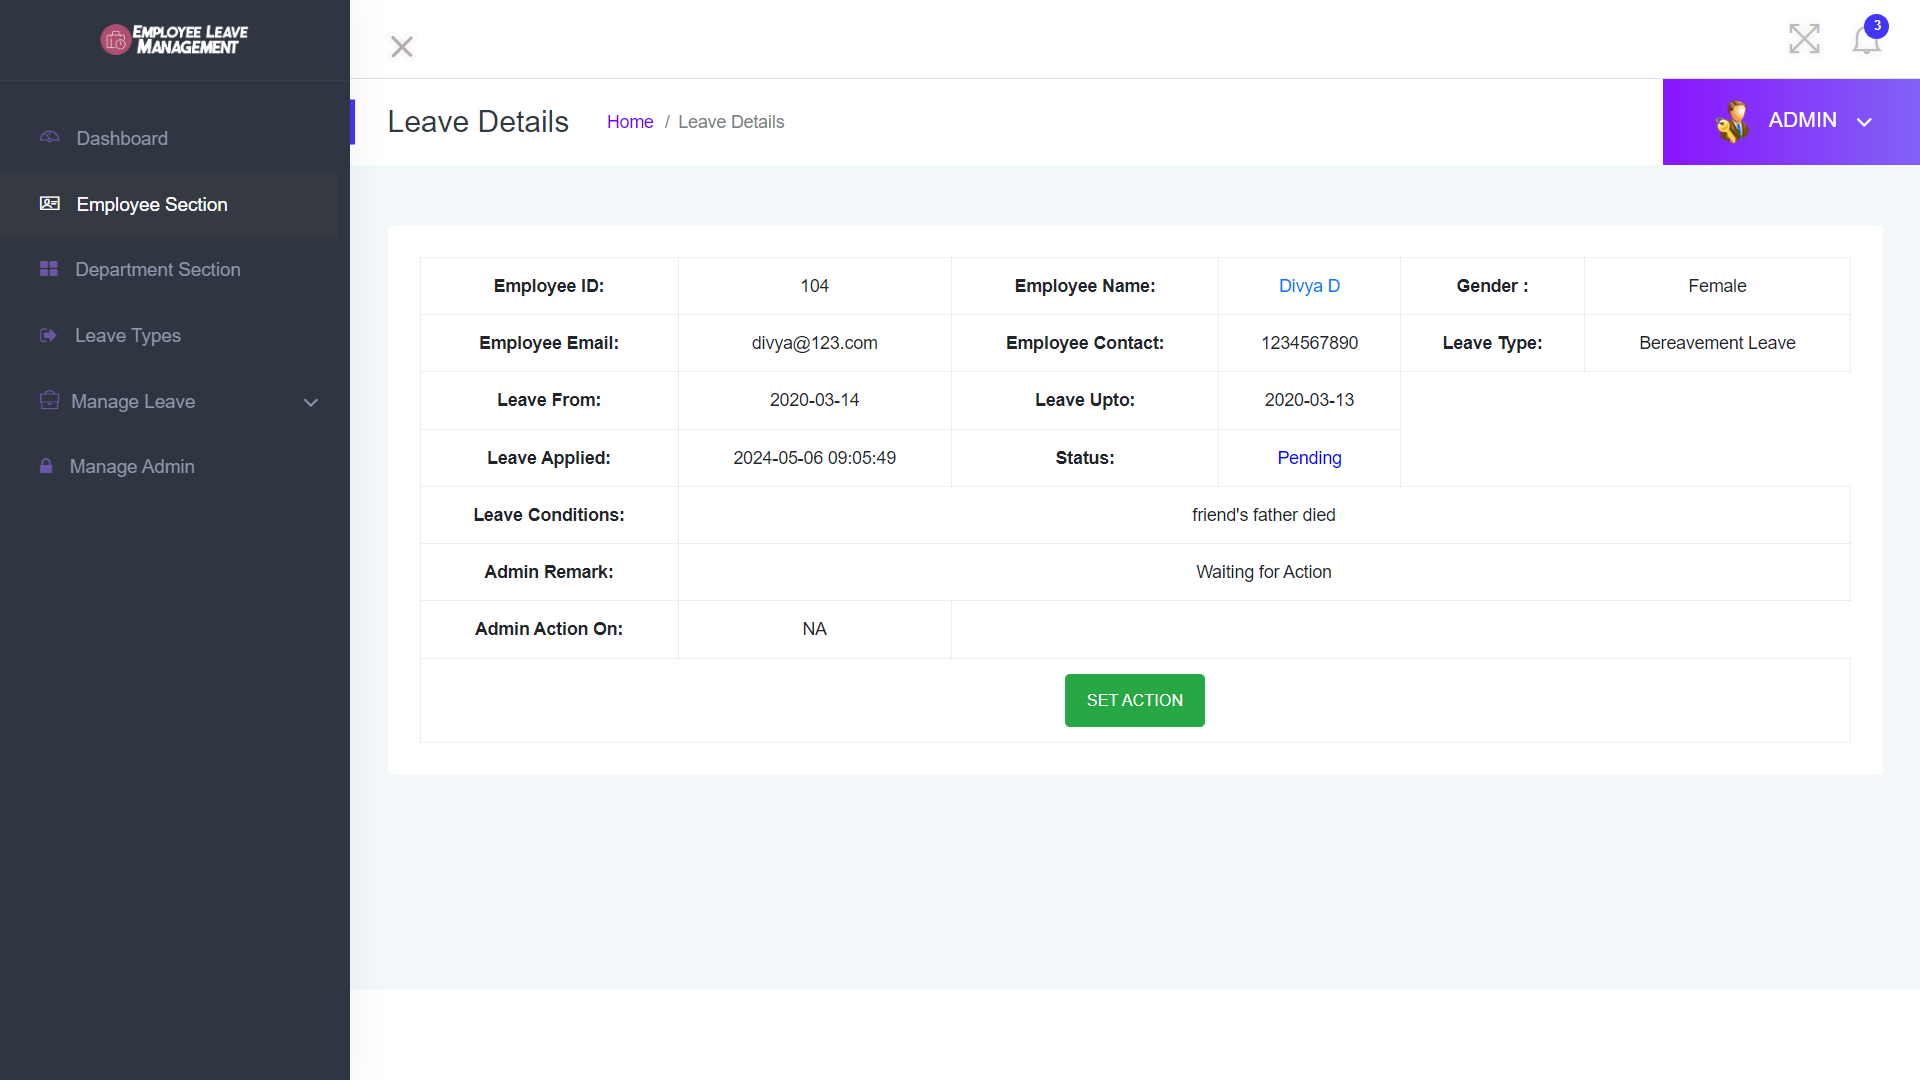 EMPLOYEE LEAVE
MANAGEMENT
3
Dashboard
Employee Section
Department Section
Leave Types
Manage Leave
Manage Admin
Leave Details
Home / Leave Details
ADMIN
Employee ID: 104 Employee Name: Divya D Gender : Female
Employee Email: divya@123.com Employee Contact: 1234567890 Leave Type: Bereavement Leave
Leave From: 2020-03-14 Leave Upto: 2020-03-13
Leave Applied: 2024-05-06 09:05:49 Status: Pending
Leave Conditions: friend's father died
Admin Remark: Waiting for Action
Admin Action On: NA
SET ACTION